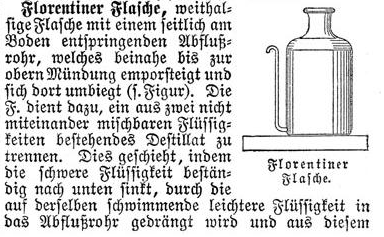 Florentiner Flasche, weithal-
sige Flasche mit einem seitlich am
Boden entspringenden Abfluß-
rohr, welches beinahe bis zur
obern Mündung emporsteigt und
sich dort umbiegt (s. Figur). Die
F. dient dazu, ein aus zwei nicht
miteinander mischbaren Flüssig-
keiten bestehendes Destillat zu
trennen. Dies geschieht, indem
die schwere Flüssigkeit bestän-
dig nach unten sinkt, durch die
auf derselben schwimmende leichtere Flüssigkeit in
das Abflußrohr gedrängt wird und aus diesem
Florentiner
Flasche.